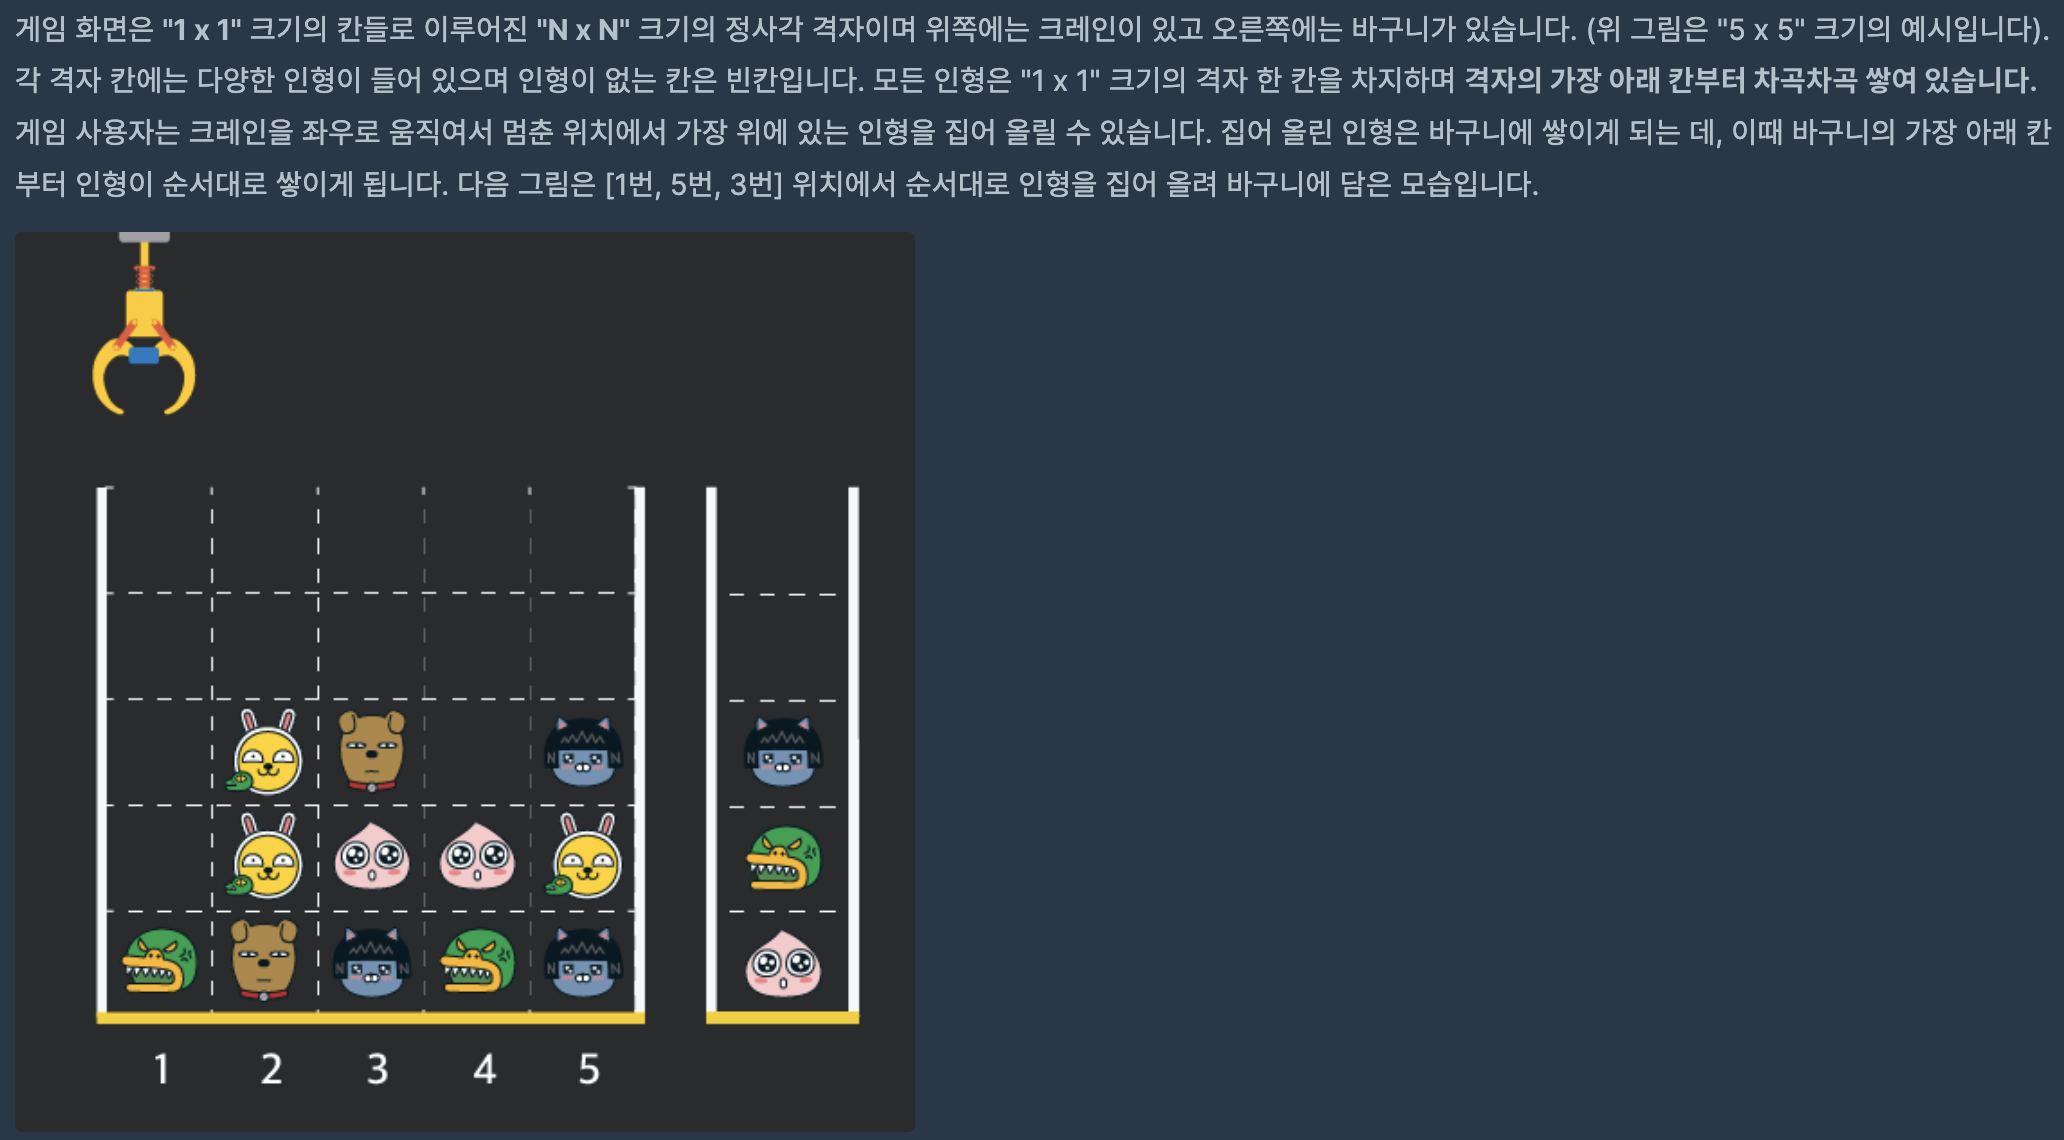 게임 화면은 "1 x 1" 크기의 칸들로 이루어진 "N x N" 크기의 정사각 격자이며 위쪽에는 크레인이 있고 오른쪽에는 바구니가 있습니다. (위 그림은 "5 x 5" 크기의 예시입니다).
각 격자 칸에는 다양한 인형이 들어 있으며 인형이 없는 칸은 빈칸입니다. 모든 인형은 "1 x 1" 크기의 격자 한 칸을 차지하며 격자의 가장 아래 칸부터 차곡차곡 쌓여 있습니다.
게임 사용자는 크레인을 좌우로 움직여서 멈춘 위치에서 가장 위에 있는 인형을 집어 올릴 수 있습니다. 집어 올린 인형은 바구니에 쌓이게 되는 데, 이때 바구니의 가장 아래 칸
부터 인형이 순서대로 쌓이게 됩니다. 다음 그림은 [1번, 5번, 3번] 위치에서 순서대로 인형을 집어 올려 바구니에 담은 모습입니다.
1 2 3 4 5